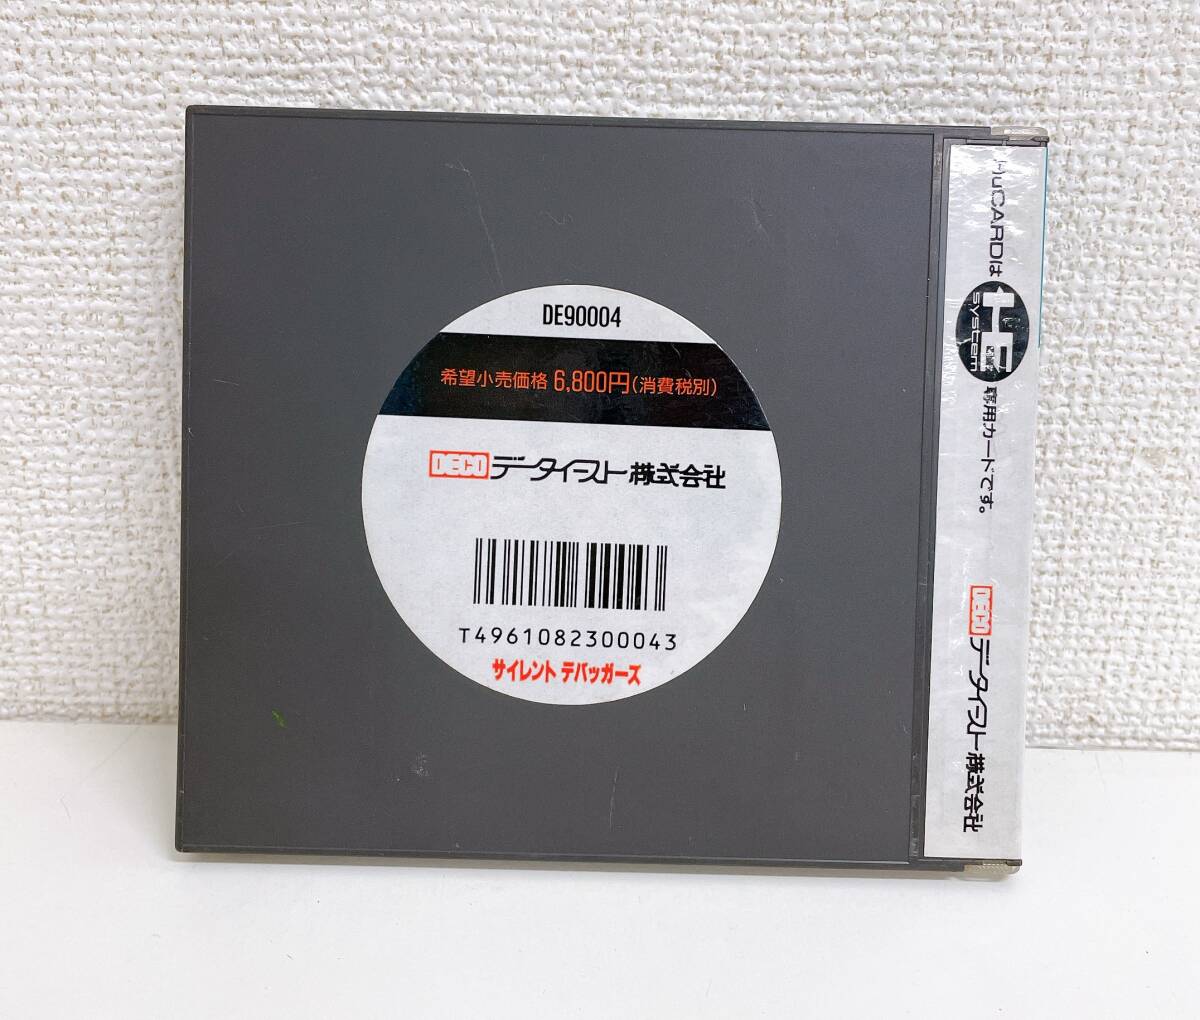 DE90004
希望小売価格 6,800円(消費税別)
DECO データイースト株式会社
T4961082300043
サイレント デバッガーズ
HuCARDは HE system 専用カードです。
DECO データイースト株式会社